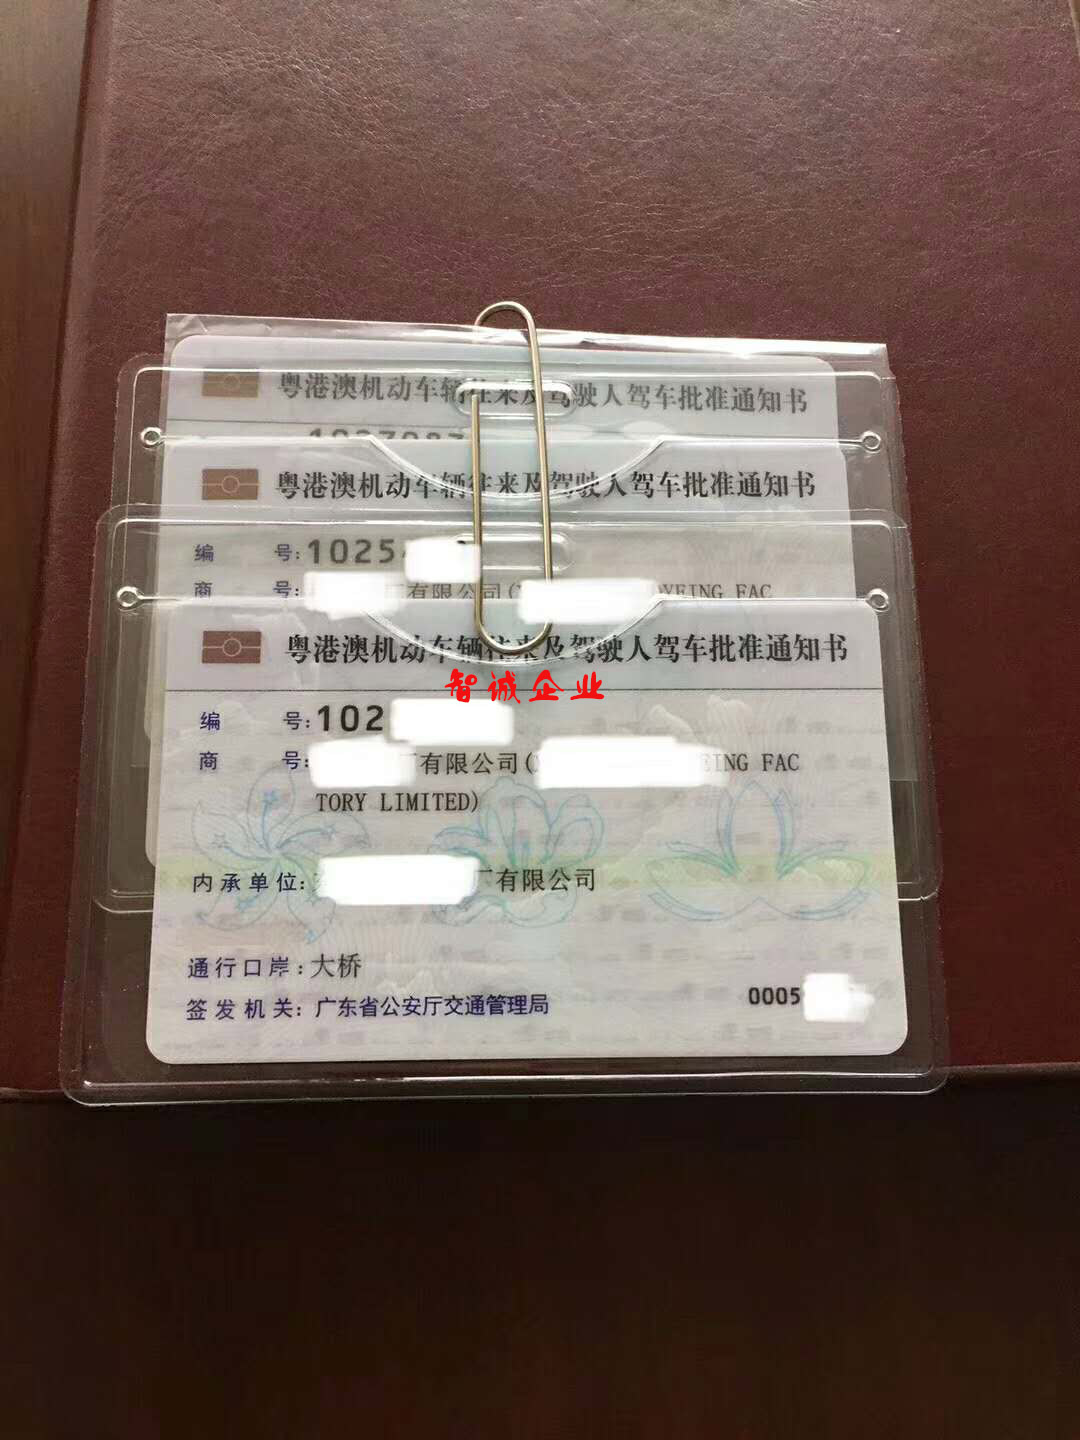 粤港澳机动车辆往来及驾驶人驾车批准通知书
粤港澳机动车辆往来及驾驶人驾车批准通知书
编 号:1025
商 号: 有限公司( DYEING FAC
粤港澳机动车辆往来及驾驶人驾车批准通知书
智诚企业
编 号:102
商 号: 厂有限公司( EING FAC
TORY LIMITED)
内承单位: 厂有限公司
通行口岸:大桥
签发机关:广东省公安厅交通管理局
0005